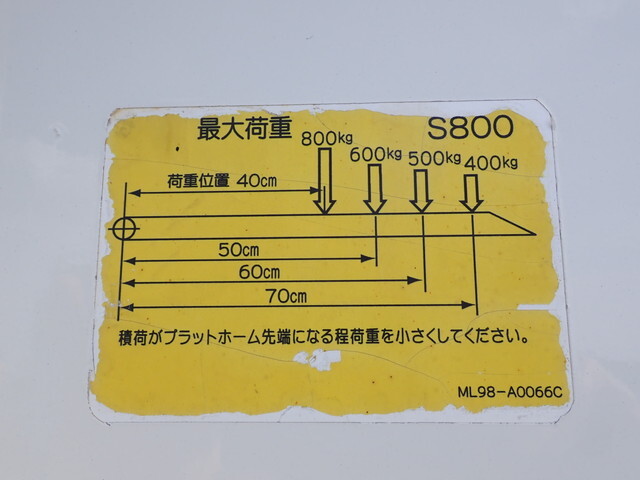 最大荷重 S800
800kg
600kg 500kg 400kg
荷重位置 40cm
50cm
60cm
70cm
積荷がプラットホーム先端になる程荷重を小さくしてください。
ML98-A0066C